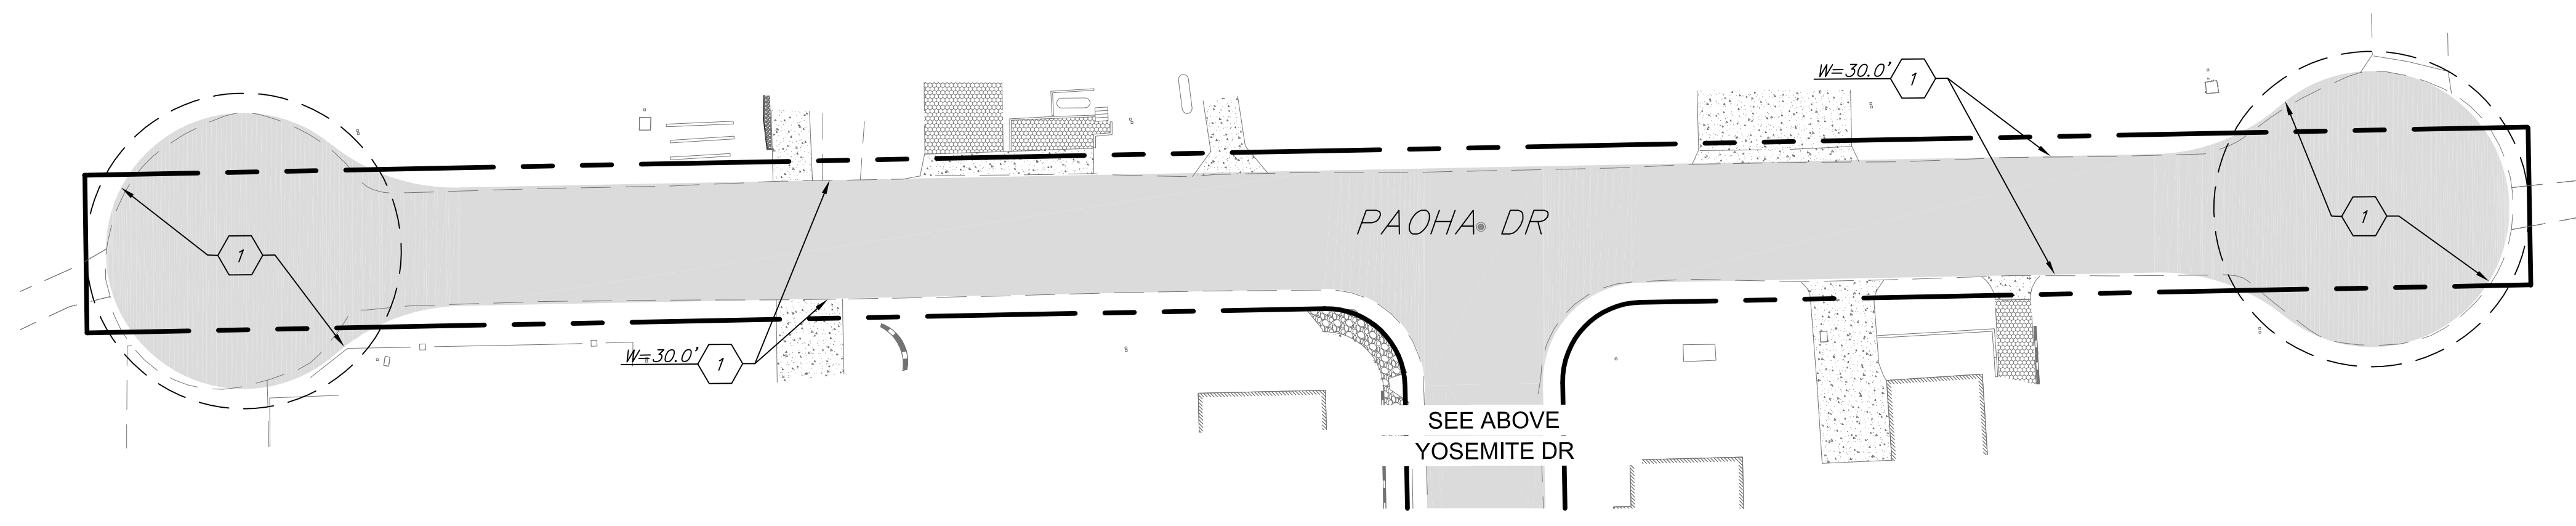 W=30.0' 1
PAOHA DR
1
1
W=30.0' 1
SEE ABOVE
YOSEMITE DR